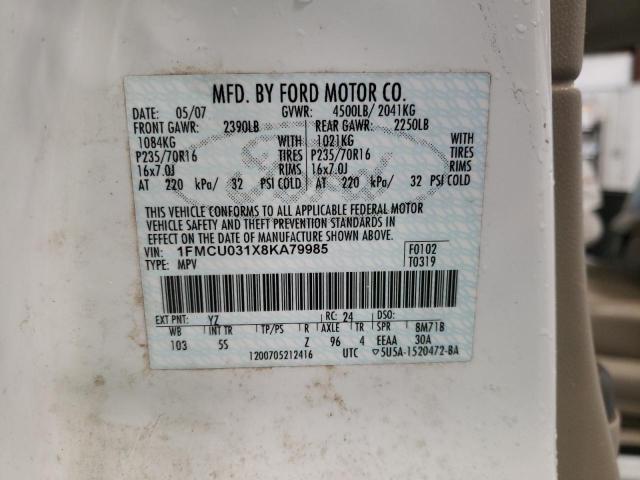 MFD. BY FORD MOTOR CO.
DATE: 05/07 GVWR: 4500LB/ 2041KG
FRONT GAWR: 2390LB REAR GAWR: 2250LB
1084KG WITH 1021KG WITH
P235/70R16 TIRES P235/70R16 TIRES
16x7.0J RIMS 16x7.0J RIMS
AT 220 kPa/ 32 PSI COLD AT 220 kPa/ 32 PSI COLD
THIS VEHICLE CONFORMS TO ALL APPLICABLE FEDERAL MOTOR
VEHICLE SAFETY AND THEFT PREVENTION STANDARDS IN
EFFECT ON THE DATE OF MANUFACTURE SHOWN ABOVE.
VIN: 1FMCU031X8KA79985 F0102
TYPE: MPV T0319
EXT PNT: YZ RC: 24 DSO:
WB INT TR TP/PS R AXLE TR SPR BM71B
103 5S Z 96 4 EEAA 30A
1200705212416 UTC 5U5A-1520472-BA
Ford